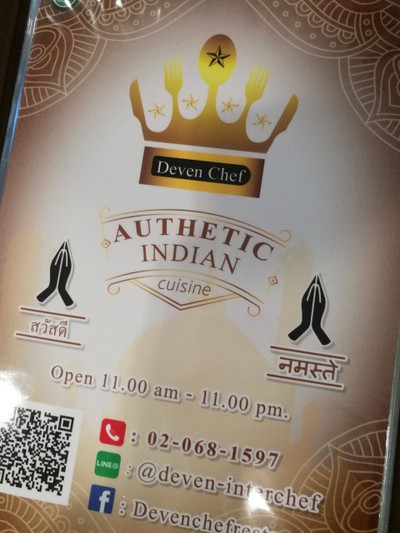 Deven Chef
AUTHETIC
INDIAN
cuisine
สวัสดี
नमस्ते
Open 11.00 am - 11.00 pm.
: 02-068-1597
LINE@ : @deven-interchef
: Devenchefrest